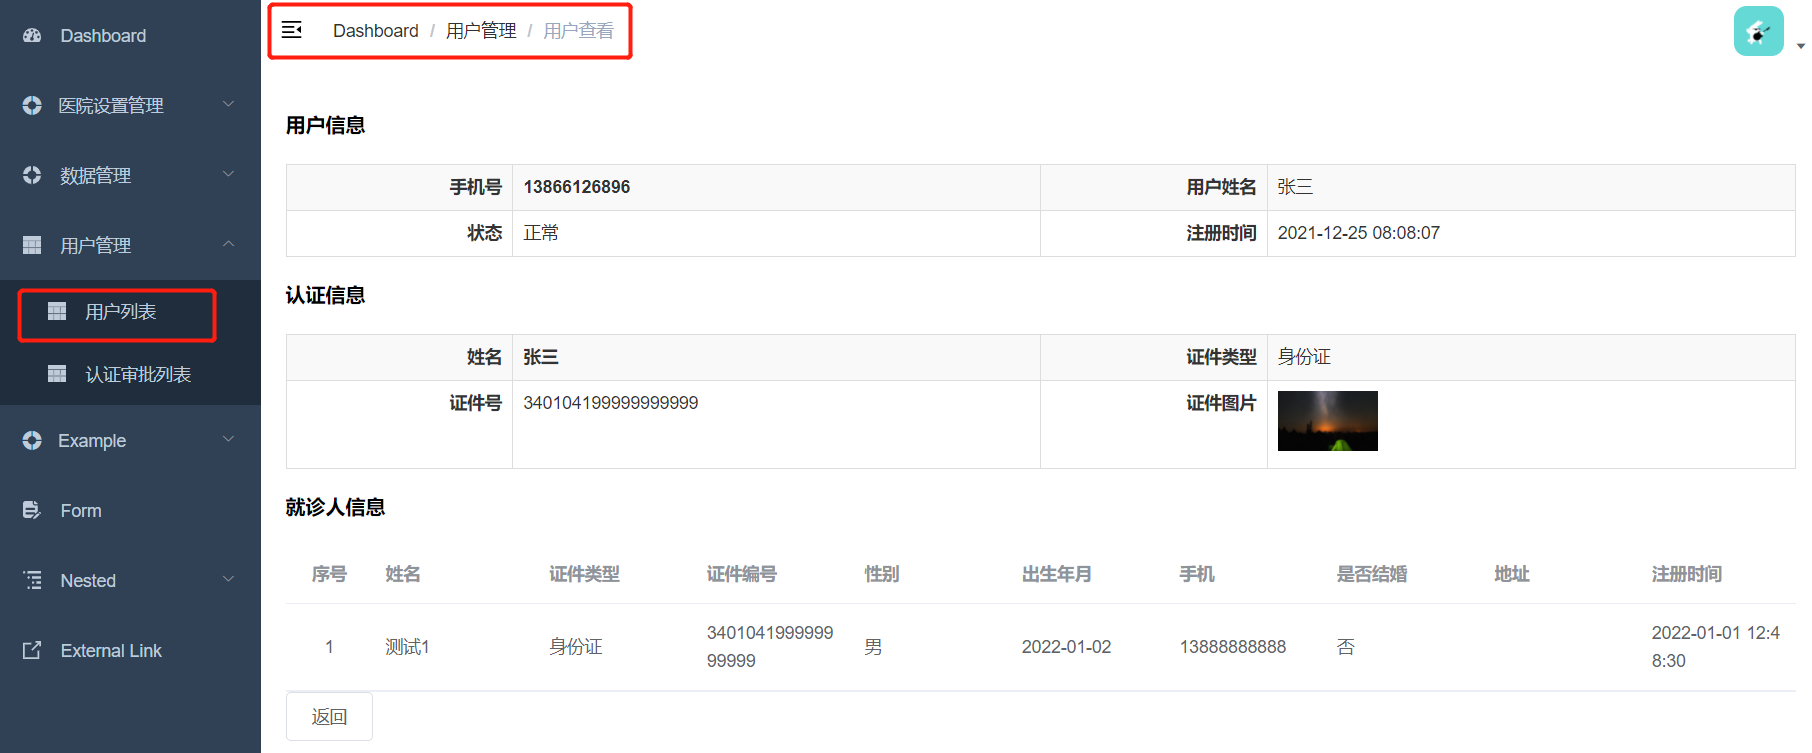 Dashboard
医院设置管理
数据管理
用户管理
用户列表
认证审批列表
Example
Form
Nested
External Link
Dashboard / 用户管理 / 用户查看
用户信息
手机号 13866126896 用户姓名 张三
状态 正常 注册时间 2021-12-25 08:08:07
认证信息
姓名 张三 证件类型 身份证
证件号 340104199999999999 证件图片
就诊人信息
序号 姓名 证件类型 证件编号 性别 出生年月 手机 是否结婚 地址 注册时间
1 测试1 身份证 3401041999999 男 2022-01-02 13888888888 否 2022-01-01 12:4
99999 8:30
返回